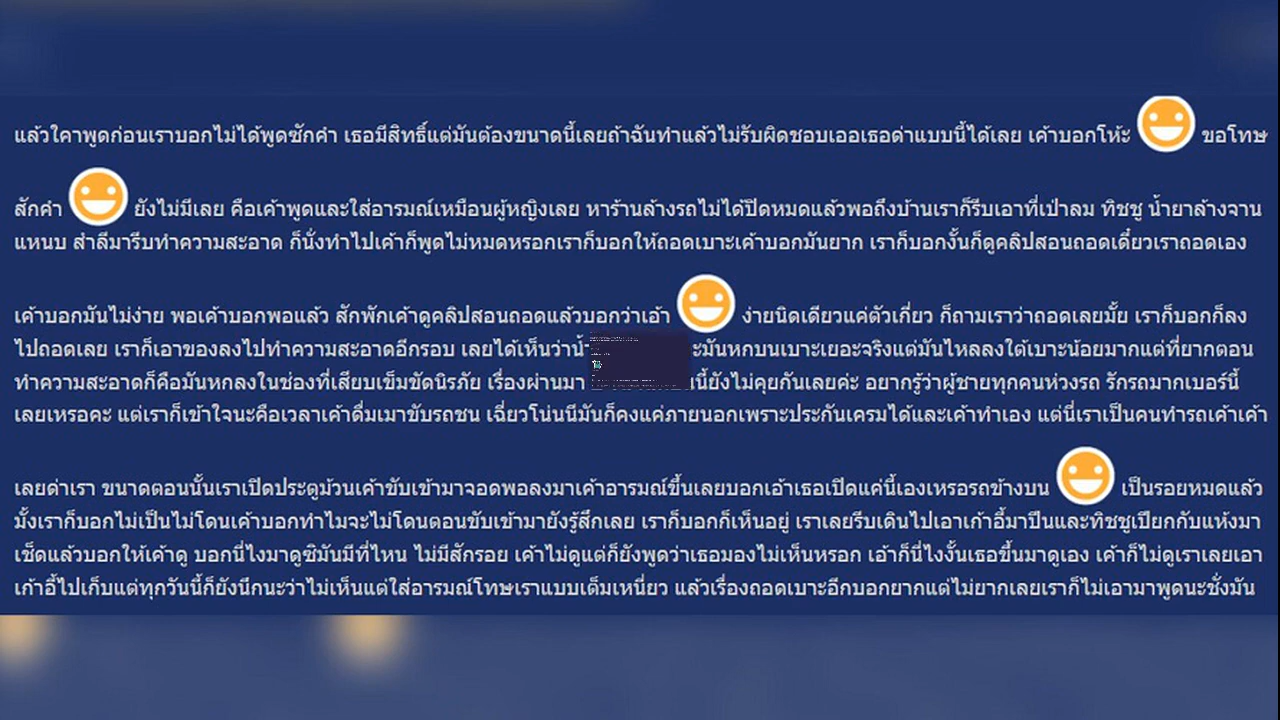 แล้วใคาพูดก่อนเราบอกไม่ได้พูดซักคำ เธอมีสิทธิ์แต่มันต้องขนาดนี้เลยถ้าฉันทำแล้วไม่รับผิดชอบเออเธอด่าแบบนี้ได้เลย เค้าบอกโห้ะ ขอโทษ
สักคำ ยังไม่มีเลย คือเค้าพูดและใส่อารมณ์เหมือนผู้หญิงเลย หาร้านล้างรถไม่ได้ปิดหมดแล้วพอถึงบ้านเราก็รีบเอาที่เป่าลม ทิชชู น้ำยาล้างจาน
แหนบ สำลีมารีบทำความสะอาด ก็นั่งทำไปเค้าก็พูดไม่หมดหรอกเราก็บอกให้ถอดเบาะเค้าบอกมันยาก เราก็บอกงั้นก็ดูคลิปสอนถอดเดี๋ยวเราถอดเอง
เค้าบอกมันไม่ง่าย พอเค้าบอกพอแล้ว สักพักเค้าดูคลิปสอนถอดแล้วบอกว่าเอ้า ง่ายนิดเดียวแค่ตัวเกี่ยว ก็ถามเราว่าถอดเลยมั้ย เราก็บอกก็ลง
ไปถอดเลย เราก็เอาของลงไปทำความสะอาดอีกรอบ เลยได้เห็นว่า มันหกบนเบาะเยอะจริงแต่มันไหลลงใต้เบาะน้อยมากแต่ที่ยากตอน
ทำความสะอาดก็คือมันหกลงในช่องที่เสียบเข็มขัดนิรภัย เรื่องผ่านมา นี้ยังไม่คุยกันเลยค่ะ อยากรู้ว่าผู้ชายทุกคนห่วงรถ รักรถมากเบอร์นี้
เลยเหรอคะ แต่เราก็เข้าใจนะคือเวลาเค้าดื่มเมาขับรถชน เฉี่ยวโน่นนีมันก็คงแค่ภายนอกเพราะประกันเครมได้และเค้าทำเอง แต่นี่เราเป็นคนทำรถเค้าเค้า
เลยด่าเรา ขนาดตอนนั้นเราเปิดประตูม้วนเค้าขับเข้ามาจอดพอลงมาเค้าอารมณ์ขึ้นเลยบอกเอ้าเธอเปิดแค่นี้เองเหรอรถข้างบน เป็นรอยหมดแล้ว
มั้งเราก็บอกไม่เป็นไม่โดนเค้าบอกทำไมจะไม่โดนตอนขับเข้ามายังรู้สึกเลย เราก็บอกก็เห็นอยู่ เราเลยรีบเดินไปเอาเก้าอี้มาปีนและทิชชูเปียกกับแห้งมา
เช็ดแล้วบอกให้เค้าดู บอกนี่ไงมาดูซิมันมีที่ไหน ไม่มีสักรอย เค้าไม่ดูแต่ก็ยังพูดว่าเธอมองไม่เห็นหรอก เอ้าก็นี่ไงงั้นเธอขึ้นมาดูเอง เค้าก็ไม่ดูเราเลยเอา
เก้าอี้ไปเก็บแต่ทุกวันนี้ก็ยังนึกนะว่าไม่เห็นแต่ใส่อารมณ์โทษเราแบบเต็มเหนี่ยว แล้วเรื่องถอดเบาะอีกบอกยากแต่ไม่ยากเลยเราก็ไม่เอามาพูดนะชั่งมัน